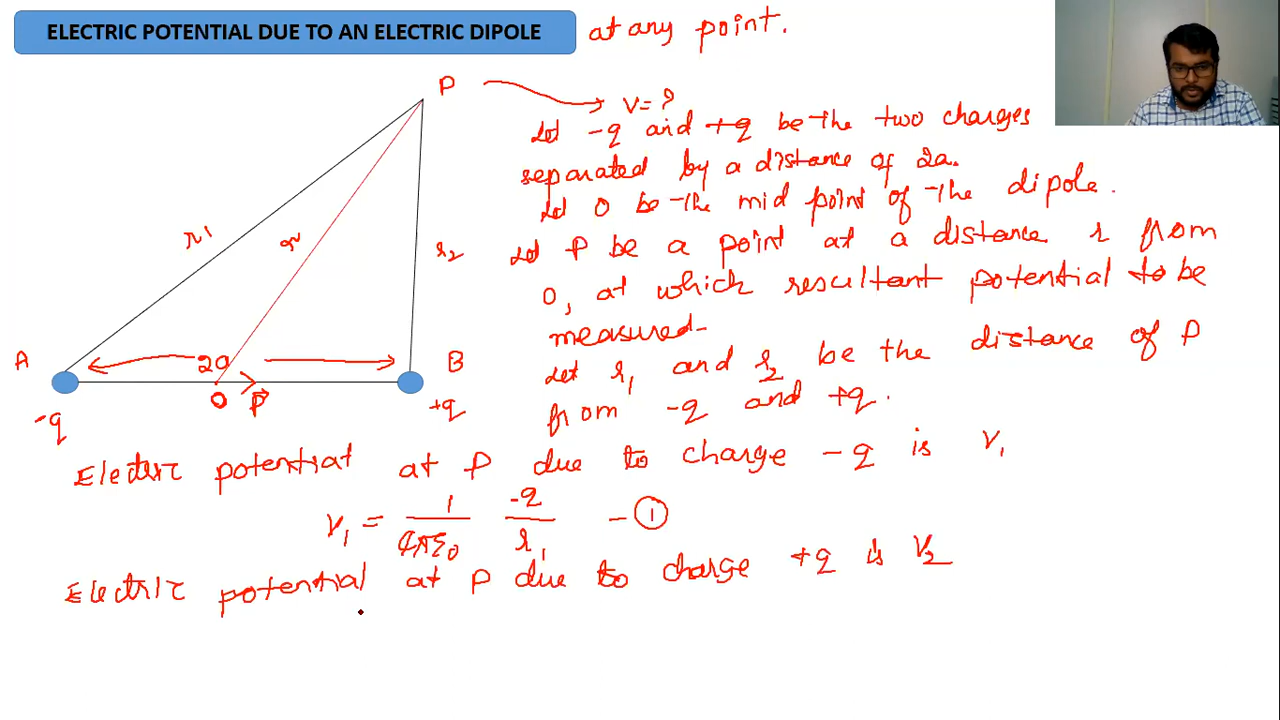 ELECTRIC POTENTIAL DUE TO AN ELECTRIC DIPOLE at any point.
P
V= ?
Let -q and +q be the two charges
separated by a distance of 2a.
Let O be the mid point of the dipole.
Let P be a point at a distance r from
O, at which resultant potential to be
measured
Let r1 and r2 be the distance of P
from -q and +q.
r1
r
r2
A
2a
B
O
P⃗
-q
+q
Electric potential at P due to charge -q is V1
V1 = 1/4πε0 -q/r1 - ①
Electric potential at P due to charge +q is V2